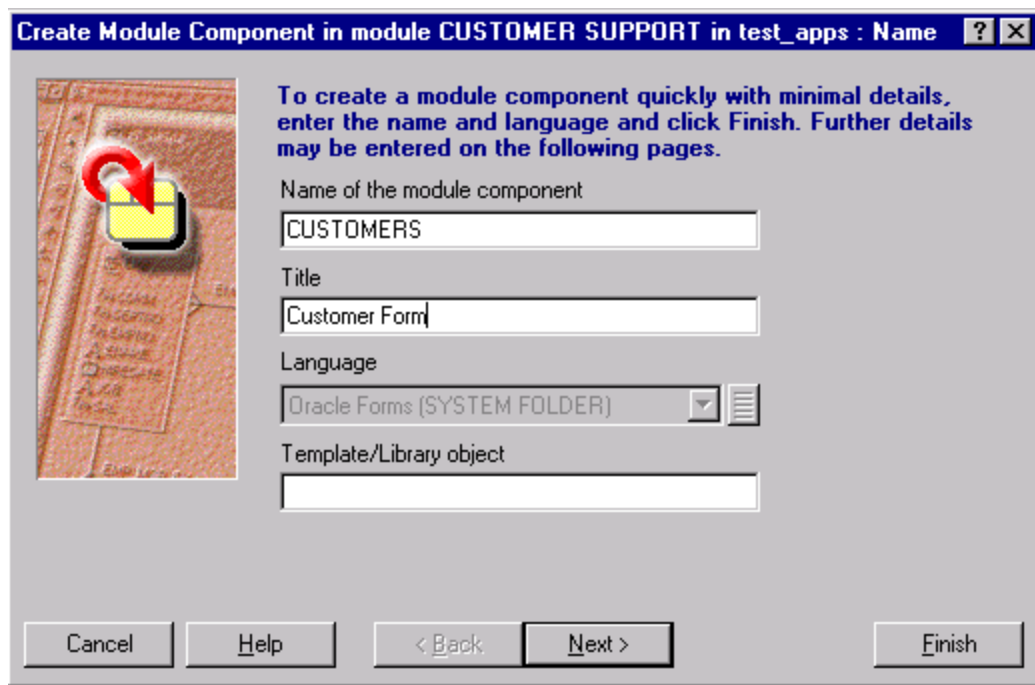 Create Module Component in module CUSTOMER SUPPORT in test_apps : Name
To create a module component quickly with minimal details,
enter the name and language and click Finish. Further details
may be entered on the following pages.
Name of the module component
CUSTOMERS
Title
Customer Form
Language
Oracle Forms (SYSTEM FOLDER)
Template/Library object
Cancel Help < Back Next > Finish